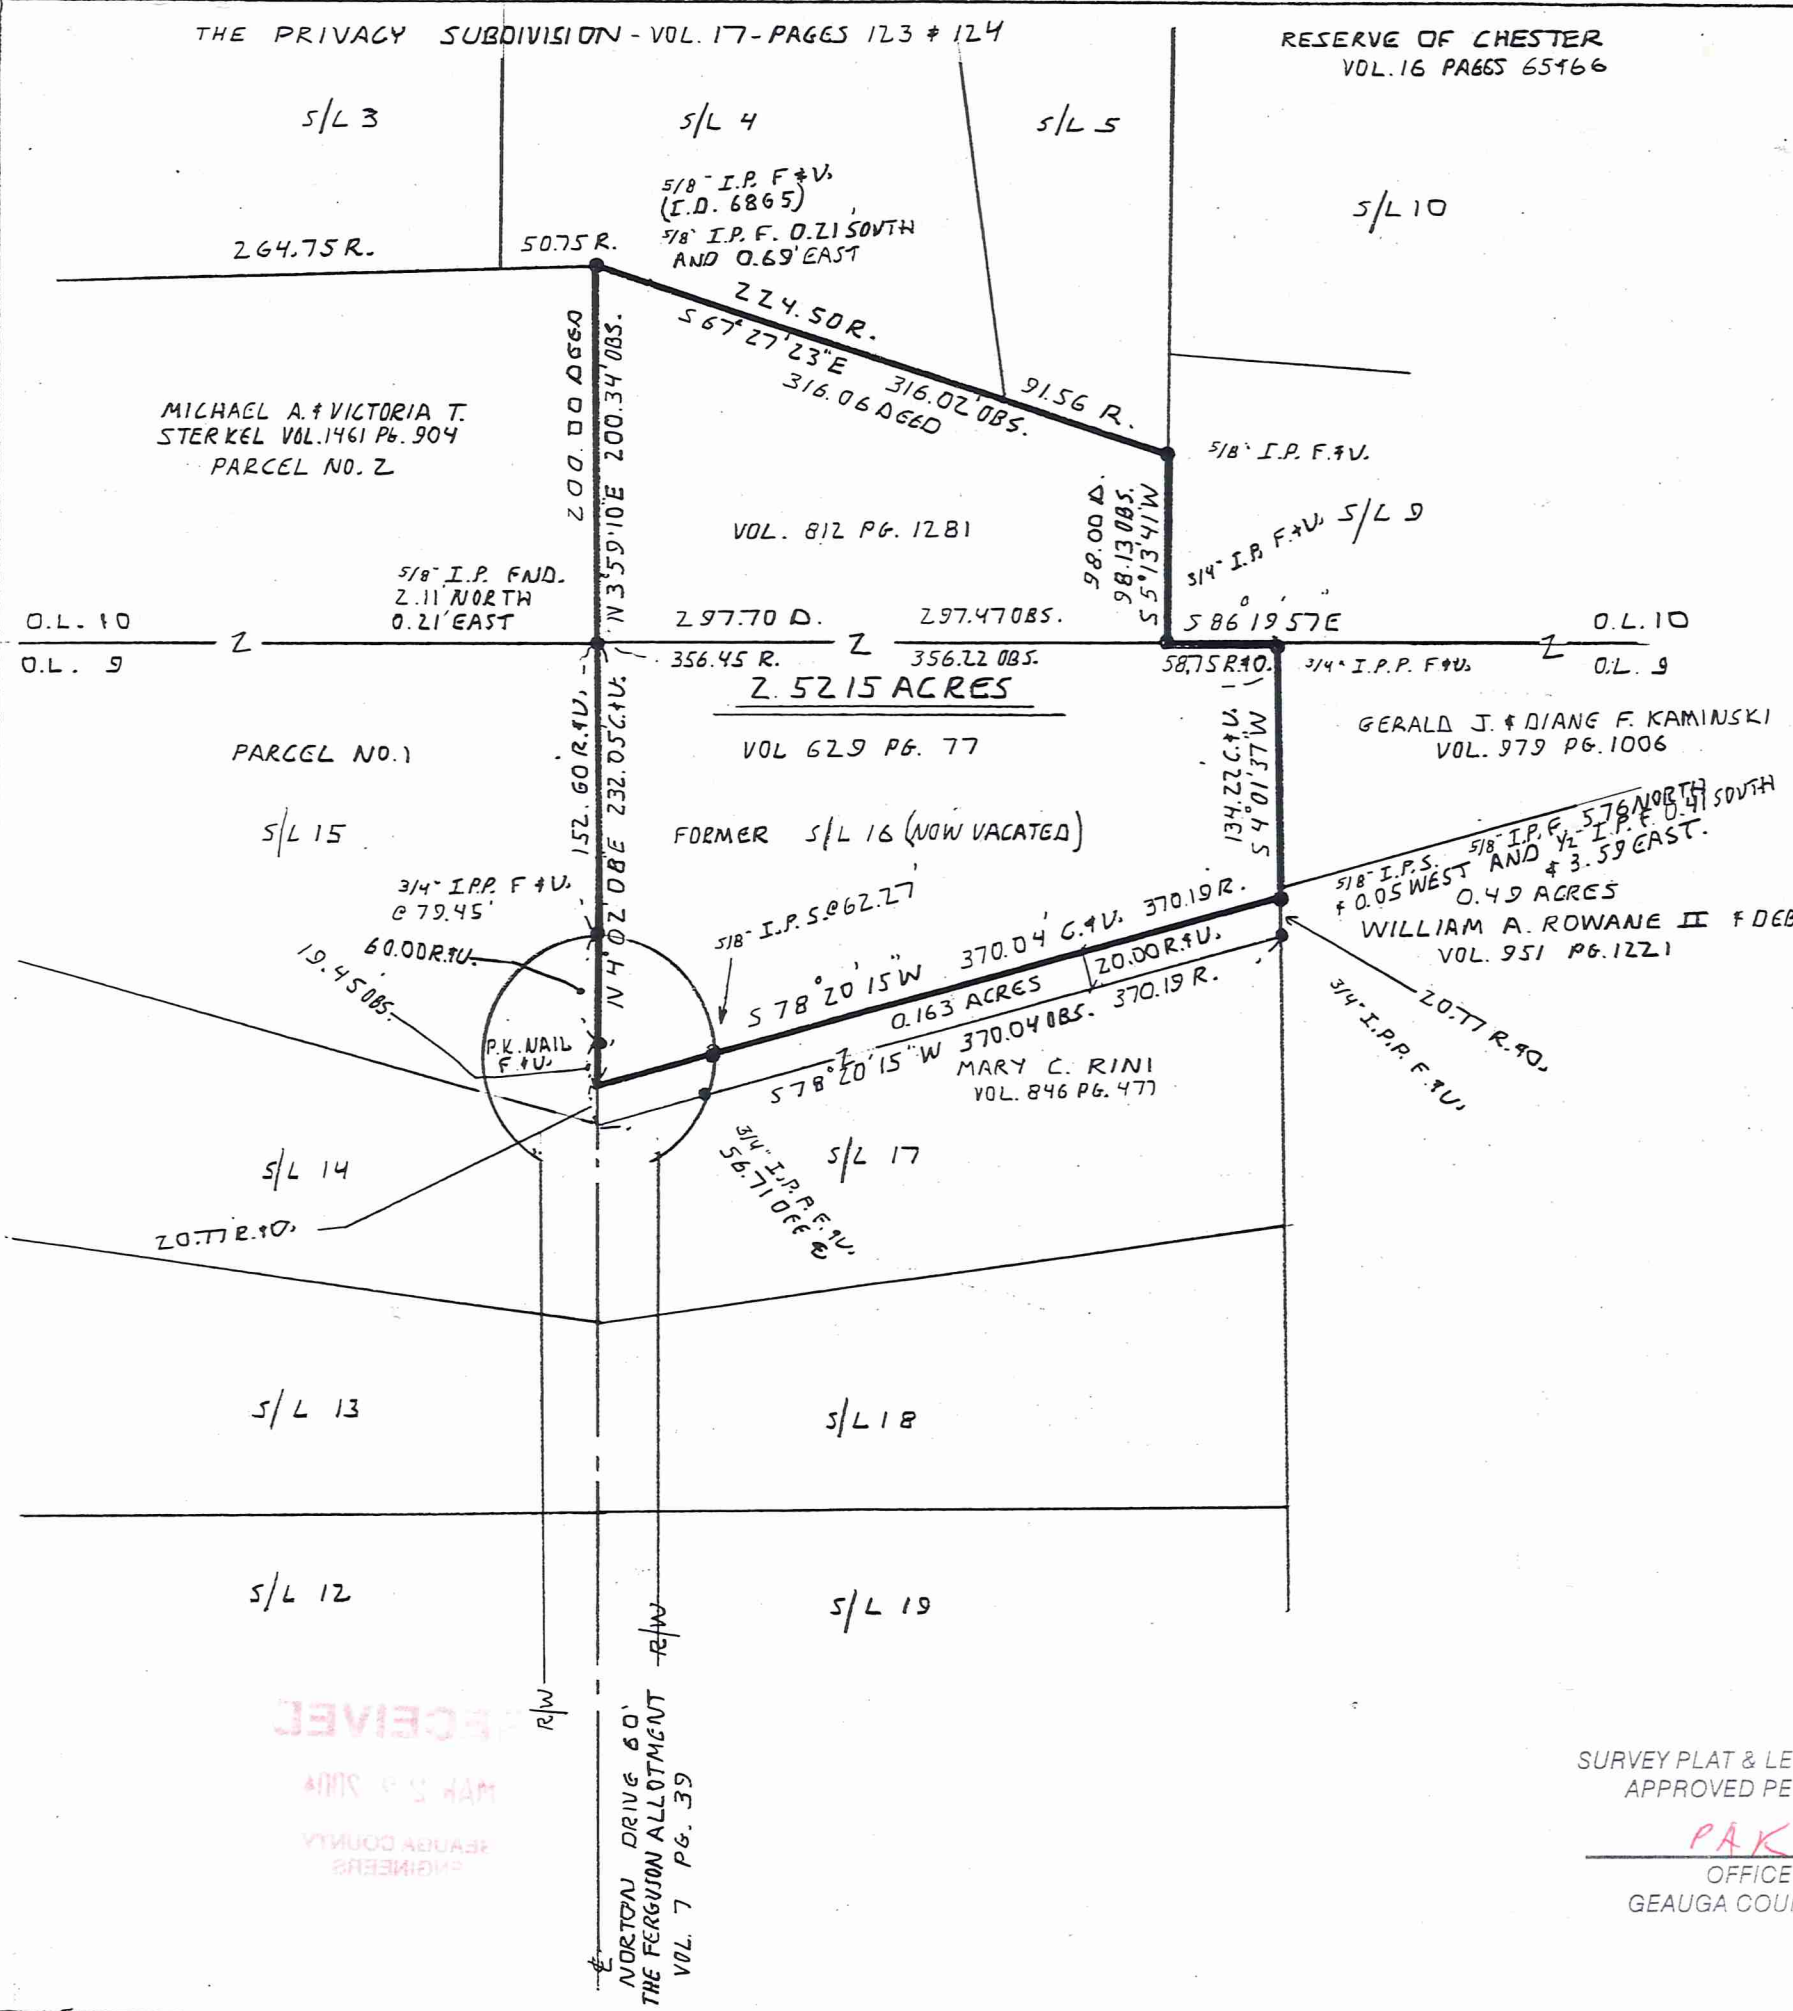 THE PRIVACY SUBDIVISION - VOL. 17 - PAGES 123 & 124
RESERVE OF CHESTER
VOL. 16 PAGES 65&66
S/L 3
S/L 4
S/L 5
S/L 10
5/8" I.P. F&U.
(I.D. 6865)
5/8" I.P.F. 0.21' SOUTH
AND 0.69' EAST
264.75 R.
50.75 R.
224.50 R.
S 67° 27' 23" E 316.02' OBS.
316.06 DEED
91.56 R.
200.00 DEED
N 3° 59' 10" E 200.34' OBS.
MICHAEL A. & VICTORIA T.
STERKEL VOL. 1461 PG. 904
PARCEL NO. 2
5/8" I.P. F.&U.
VOL. 812 PG. 1281
98.00 D.
98.13 OBS.
S 5° 13' 41" W
3/4" I.P. F.&U.
S/L 9
5/8" I.P. FND.
2.11' NORTH
0.21' EAST
O.L. 10
297.70 D.
297.47 OBS.
S 86° 19' 57" E
O.L. 10
O.L. 9
356.45 R.
356.22 OBS.
58.75 R.&O.
3/4" I.P.P. F&U.
O.L. 9
2.5215 ACRES
PARCEL NO. 1
VOL 629 PG. 77
152.60 R.&U.
232.05 C.&U.
N 4° 02' 08" E
134.22 C.&U.
S 4° 01' 37" W
GERALD J. & DIANE F. KAMINSKI
VOL. 979 PG. 1006
S/L 15
FORMER S/L 16 (NOW VACATED)
5/8" I.P.S. 5/8" I.P.F. 5.76 NORTH
& 0.05 WEST AND 1/2" I.P.F. 0.41 SOUTH
& 3.59 EAST.
0.49 ACRES
WILLIAM A. ROWANE II & DEB
VOL. 951 PG. 1221
3/4" I.P.P. F&U.
@ 79.45'
60.00 R.&U.
19.45 OBS.
P.K. NAIL
F.&U.
5/8" I.P.S. @ 62.27'
S 78° 20' 15" W 370.04' C.&U. 370.19 R.
0.163 ACRES
20.00 R.&U.
S 78° 20' 15" W 370.04 OBS. 370.19 R.
MARY C. RINI
VOL. 846 PG. 477
20.77 R.&O.
3/4" I.P.P. F.&U.
3/4" I.P.P. F.&U.
56.71 OFF ℄
S/L 14
S/L 17
20.77 R.&O.
S/L 13
S/L 18
S/L 12
S/L 19
R/W
R/W
℄
NORTON DRIVE 60'
THE FERGUSON ALLOTMENT
VOL. 7 PG. 39
RECEIVED
GEAUGA COUNTY
ENGINEERS
SURVEY PLAT & LE
APPROVED PE
PAK
OFFICE
GEAUGA COU